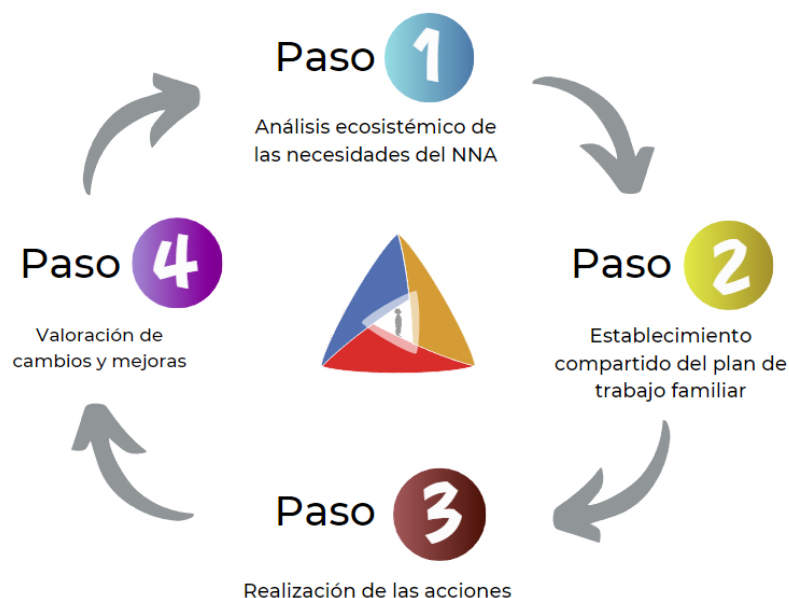 Paso 1
Análisis ecosistémico de
las necesidades del NNA
Paso 2
Establecimiento
compartido del plan de
trabajo familiar
Paso 3
Realización de las acciones
Paso 4
Valoración de
cambios y mejoras